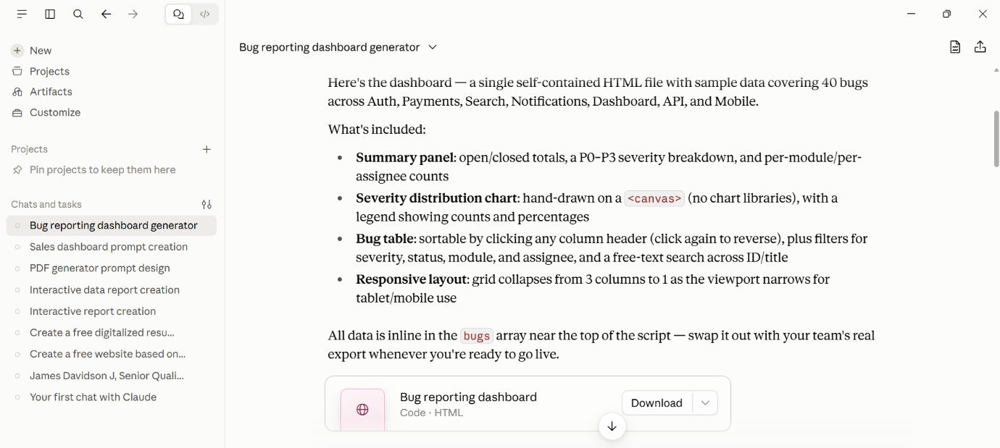 New
Projects
Artifacts
Customize
Projects
Pin projects to keep them here
Chats and tasks
Bug reporting dashboard generator
Sales dashboard prompt creation
PDF generator prompt design
Interactive data report creation
Interactive report creation
Create a free digitalized resu...
Create a free website based on...
James Davidson J, Senior Quali...
Your first chat with Claude
Bug reporting dashboard generator
Here's the dashboard — a single self-contained HTML file with sample data covering 40 bugs
across Auth, Payments, Search, Notifications, Dashboard, API, and Mobile.
What's included:
• Summary panel: open/closed totals, a P0–P3 severity breakdown, and per-module/per-
assignee counts
• Severity distribution chart: hand-drawn on a <canvas> (no chart libraries), with a
legend showing counts and percentages
• Bug table: sortable by clicking any column header (click again to reverse), plus filters for
severity, status, module, and assignee, and a free-text search across ID/title
• Responsive layout: grid collapses from 3 columns to 1 as the viewport narrows for
tablet/mobile use
All data is inline in the bugs array near the top of the script — swap it out with your team's real
export whenever you're ready to go live.
Bug reporting dashboard
Code · HTML
Download